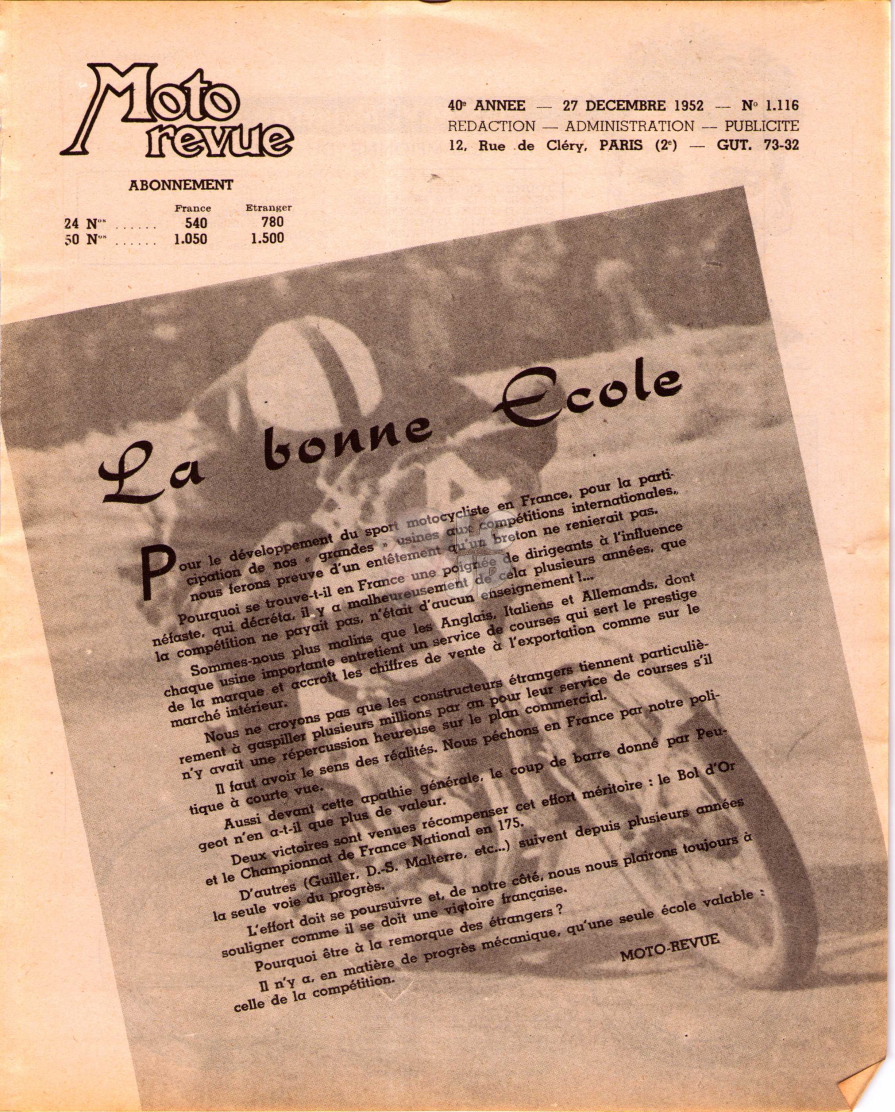 Moto
revue
40e ANNEE — 27 DECEMBRE 1952 — No 1.116
REDACTION — ADMINISTRATION — PUBLICITE
12, Rue de Cléry, PARIS (2e) — GUT. 73-32
ABONNEMENT
France Etranger
24 Nos ...... 540 780
50 Nos ...... 1.050 1.500
La bonne Ecole
Pour le développement du sport motocycliste en France, pour la parti-
cipation de nos « grandes » usines aux compétitions internationales,
nous ferons preuve d'un entêtement qu'un breton ne renierait pas.
Pourquoi se trouve-t-il en France une poignée de dirigeants à l'influence
néfaste, qui décréta, il y a malheureusement de cela plusieurs années, que
la compétition ne payait pas, n'était d'aucun enseignement !...
Sommes-nous plus malins que les Anglais, Italiens et Allemands, dont
chaque usine importante entretient un service de courses qui sert le prestige
de la marque et accroît les chiffres de vente à l'exportation comme sur le
marché intérieur.
Nous ne croyons pas que les constructeurs étrangers tiennent particuliè-
rement à gaspiller plusieurs millions par an pour leur service de courses s'il
n'y avait une répercussion heureuse sur le plan commercial.
Il faut avoir le sens des réalités. Nous péchons en France par notre poli-
tique à courte vue.
Aussi devant cette apathie générale, le coup de barre donné par Peu-
geot n'en a-t-il que plus de valeur.
Deux victoires sont venues récompenser cet effort méritoire : le Bol d'Or
et le Championnat de France National en 175.
D'autres (Guiller, D.-S. Malterre, etc...) suivent depuis plusieurs années
la seule voie du progrès.
L'effort doit se poursuivre et, de notre côté, nous nous plairons toujours à
souligner comme il se doit une victoire française.
Pourquoi être à la remorque des étrangers ?
Il n'y a, en matière de progrès mécanique, qu'une seule école valable :
celle de la compétition.
MOTO-REVUE